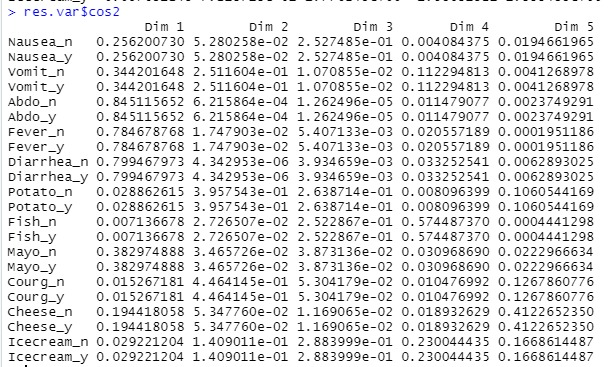 > res.var$cos2
Dim 1 Dim 2 Dim 3 Dim 4 Dim 5
Nausea_n 0.256200730 5.280258e-02 2.527485e-01 0.004084375 0.0194661965
Nausea_y 0.256200730 5.280258e-02 2.527485e-01 0.004084375 0.0194661965
Vomit_n 0.344201648 2.511604e-01 1.070855e-02 0.112294813 0.0041268978
Vomit_y 0.344201648 2.511604e-01 1.070855e-02 0.112294813 0.0041268978
Abdo_n 0.845115652 6.215864e-04 1.262496e-05 0.011479077 0.0023749291
Abdo_y 0.845115652 6.215864e-04 1.262496e-05 0.011479077 0.0023749291
Fever_n 0.784678768 1.747903e-02 5.407133e-03 0.020557189 0.0001951186
Fever_y 0.784678768 1.747903e-02 5.407133e-03 0.020557189 0.0001951186
Diarrhea_n 0.799467973 4.342953e-06 3.934659e-03 0.033252541 0.0062893025
Diarrhea_y 0.799467973 4.342953e-06 3.934659e-03 0.033252541 0.0062893025
Potato_n 0.028862615 3.957543e-01 2.638714e-01 0.008096399 0.1060544169
Potato_y 0.028862615 3.957543e-01 2.638714e-01 0.008096399 0.1060544169
Fish_n 0.007136678 2.726507e-02 2.522867e-01 0.574487370 0.0004441298
Fish_y 0.007136678 2.726507e-02 2.522867e-01 0.574487370 0.0004441298
Mayo_n 0.382974888 3.465726e-02 3.873136e-02 0.030968690 0.0222966634
Mayo_y 0.382974888 3.465726e-02 3.873136e-02 0.030968690 0.0222966634
Courg_n 0.015267181 4.464145e-01 5.304179e-02 0.010476992 0.1267860776
Courg_y 0.015267181 4.464145e-01 5.304179e-02 0.010476992 0.1267860776
Cheese_n 0.194418058 5.347760e-02 1.169065e-02 0.018932629 0.4122652350
Cheese_y 0.194418058 5.347760e-02 1.169065e-02 0.018932629 0.4122652350
Icecream_n 0.029221204 1.409011e-01 2.883999e-01 0.230044435 0.1668614487
Icecream_y 0.029221204 1.409011e-01 2.883999e-01 0.230044435 0.1668614487